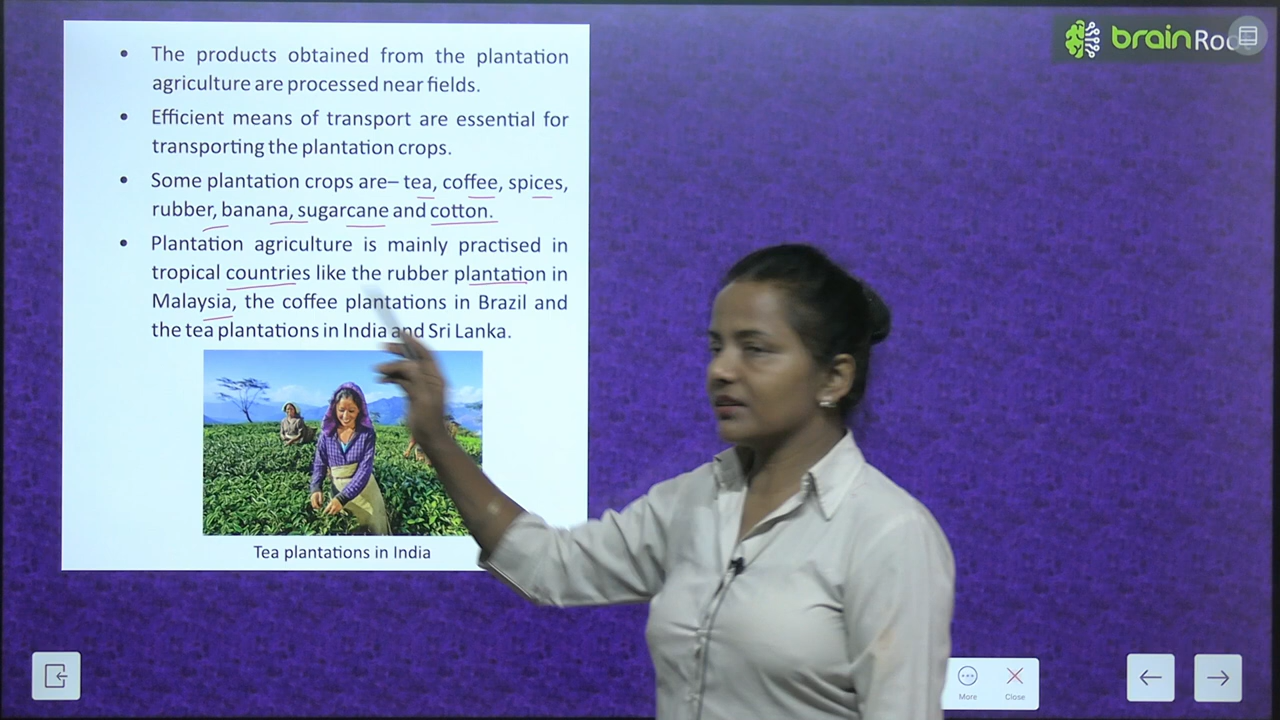 • The products obtained from the plantation
agriculture are processed near fields.
• Efficient means of transport are essential for
transporting the plantation crops.
• Some plantation crops are– tea, coffee, spices,
rubber, banana, sugarcane and cotton.
• Plantation agriculture is mainly practised in
tropical countries like the rubber plantation in
Malaysia, the coffee plantations in Brazil and
the tea plantations in India and Sri Lanka.
Tea plantations in India
brain Roo
More
Close